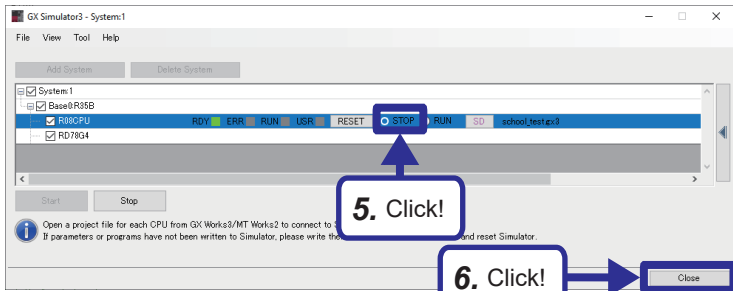 GX Simulator3 - System:1
File View Tool Help
Add System Delete System
System:1
Base0:R35B
R08CPU RDY ERR RUN USR RESET STOP RUN SD school_test.gx3
RD78G4
5. Click!
Start Stop
Open a project file for each CPU from GX Works3/MT Works2 to connect to
If parameters or programs have not been written to Simulator, please write and reset Simulator.
6. Click!
Close